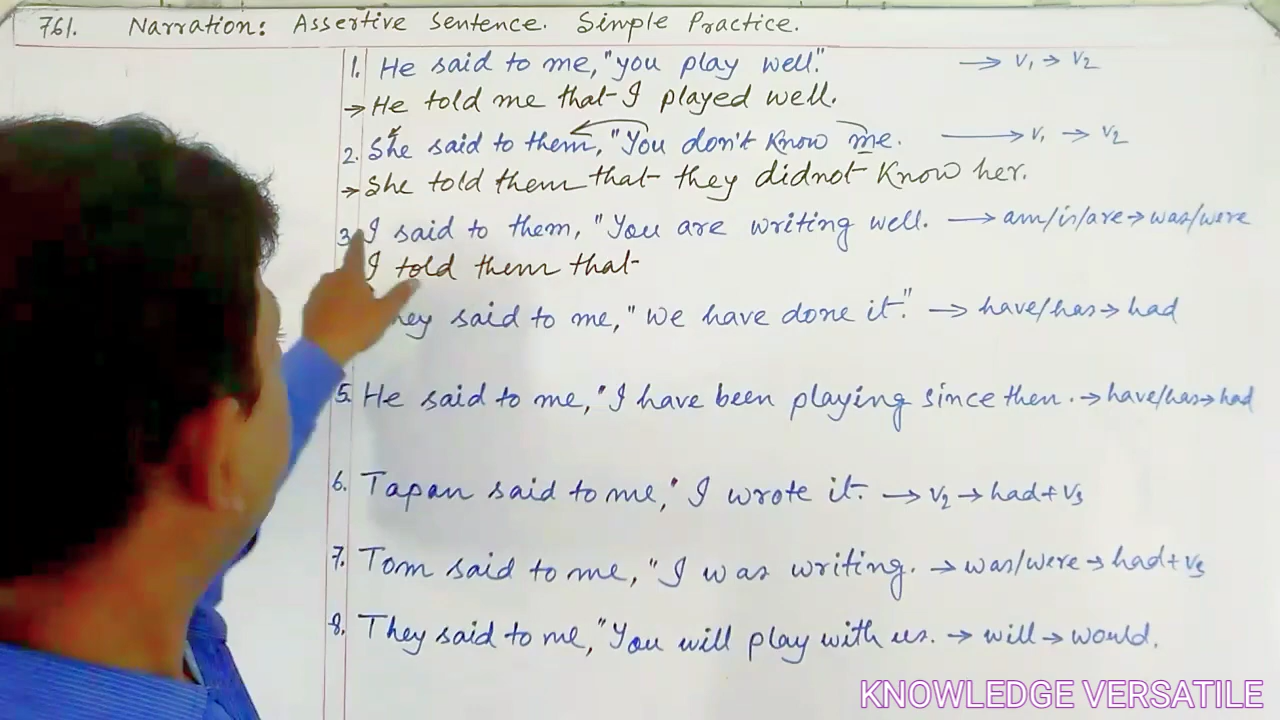 761. Narration: Assertive Sentence. Simple Practice.
1. He said to me, "you play well." → V1 → V2
→ He told me that I played well.
2. She said to them, "You don't know me. → V1 → V2
→ She told them that they didnot know her.
3. I said to them, "You are writing well. → am/is/are → was/were
I told them that
hey said to me, "We have done it." → have/has → had
5. He said to me, "I have been playing since then. → have/has → had
6. Tapan said to me, " I wrote it. → V2 → had + V3
7. Tom said to me, "I was writing. → was/were → had + V3
8. They said to me, "You will play with us. → will → would.
KNOWLEDGE VERSATILE